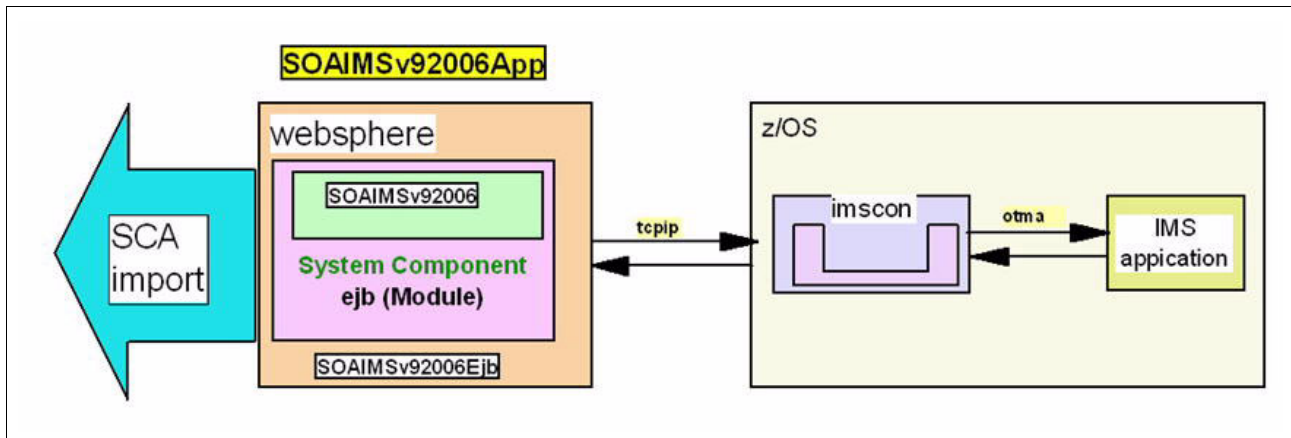 SOAIMSv92006App
websphere
SOAIMSv92006
System Component
ejb (Module)
SOAIMSv92006Ejb
SCA
import
tcpip
z/OS
imscon
otma
IMS
appication